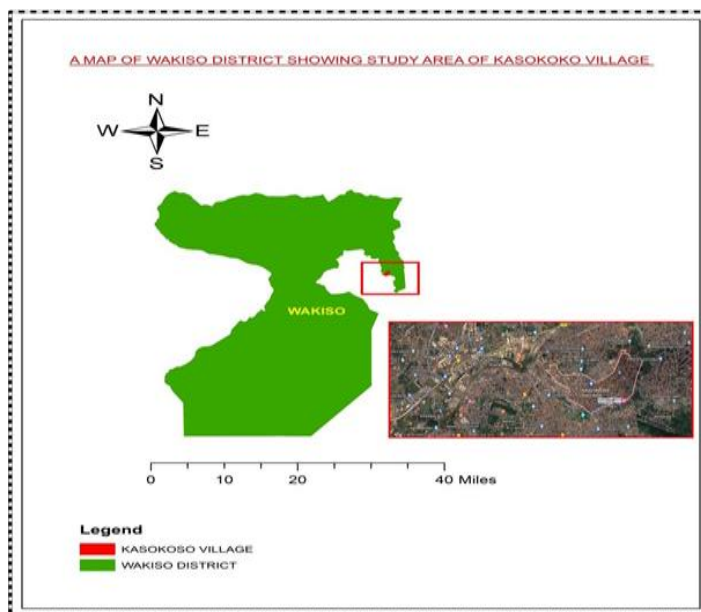 A MAP OF WAKISO DISTRICT SHOWING STUDY AREA OF KASOKOKO VILLAGE
N
W E
S
WAKISO
0 10 20 40 Miles
Legend
KASOKOSO VILLAGE
WAKISO DISTRICT